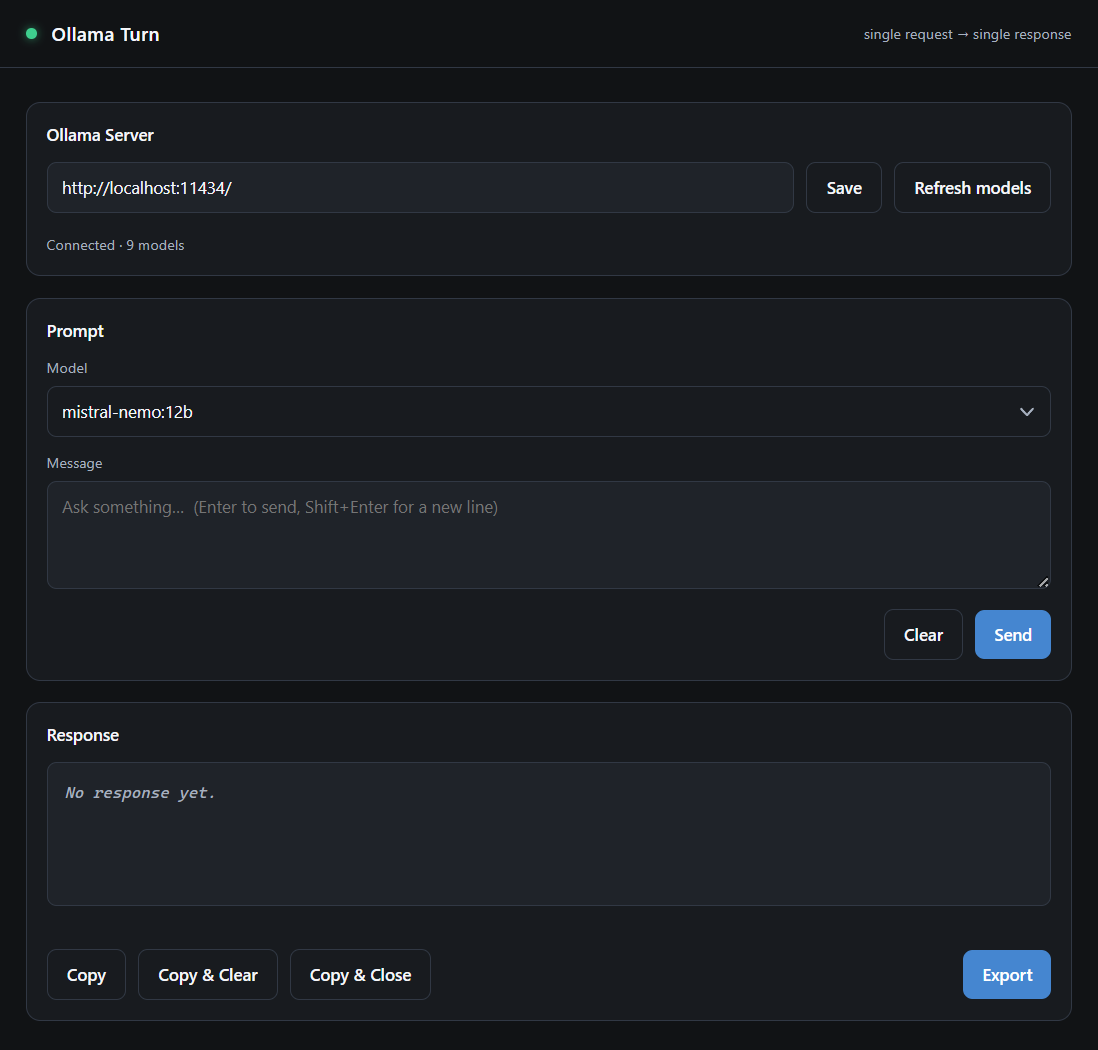 Ollama Turn
single request → single response
Ollama Server
http://localhost:11434/
Save
Refresh models
Connected · 9 models
Prompt
Model
mistral-nemo:12b
Message
Ask something... (Enter to send, Shift+Enter for a new line)
Clear
Send
Response
No response yet.
Copy
Copy & Clear
Copy & Close
Export